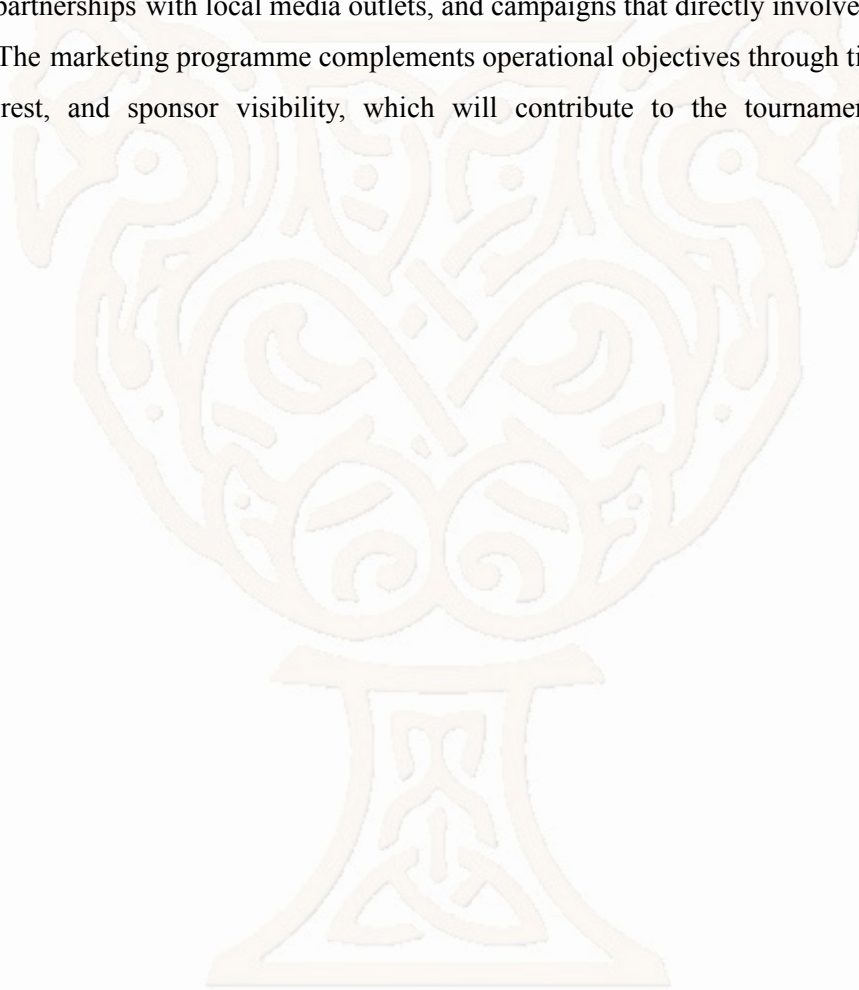 partnerships with local media outlets, and campaigns that directly involve
The marketing programme complements operational objectives through ti
rest, and sponsor visibility, which will contribute to the tournamen